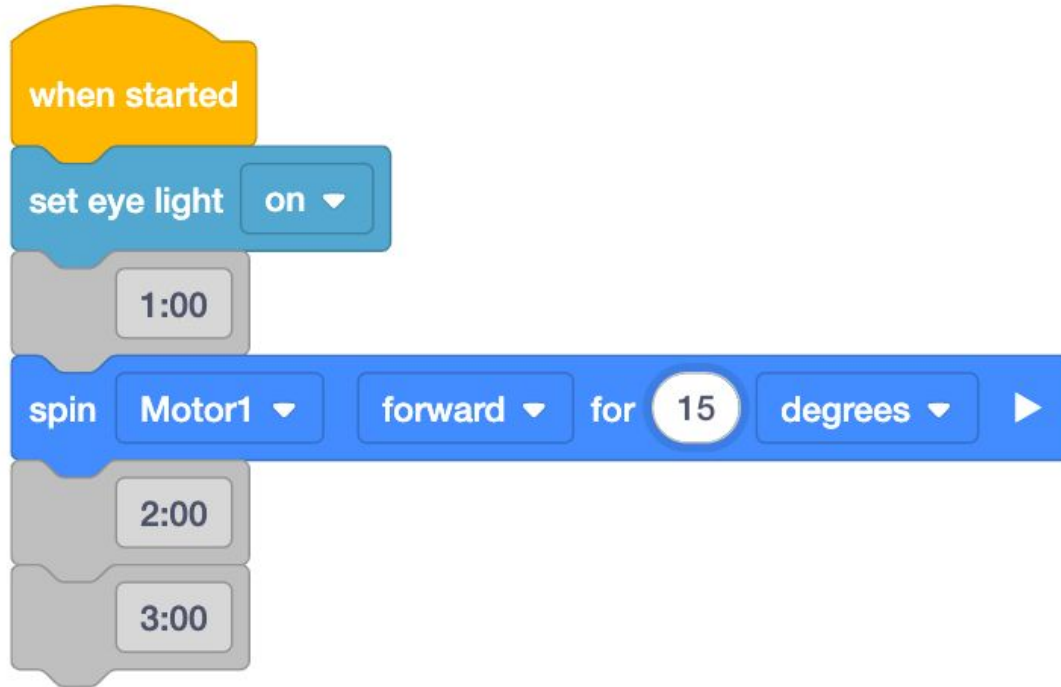 when started
set eye light on
1:00
spin Motor1 forward for 15 degrees
2:00
3:00